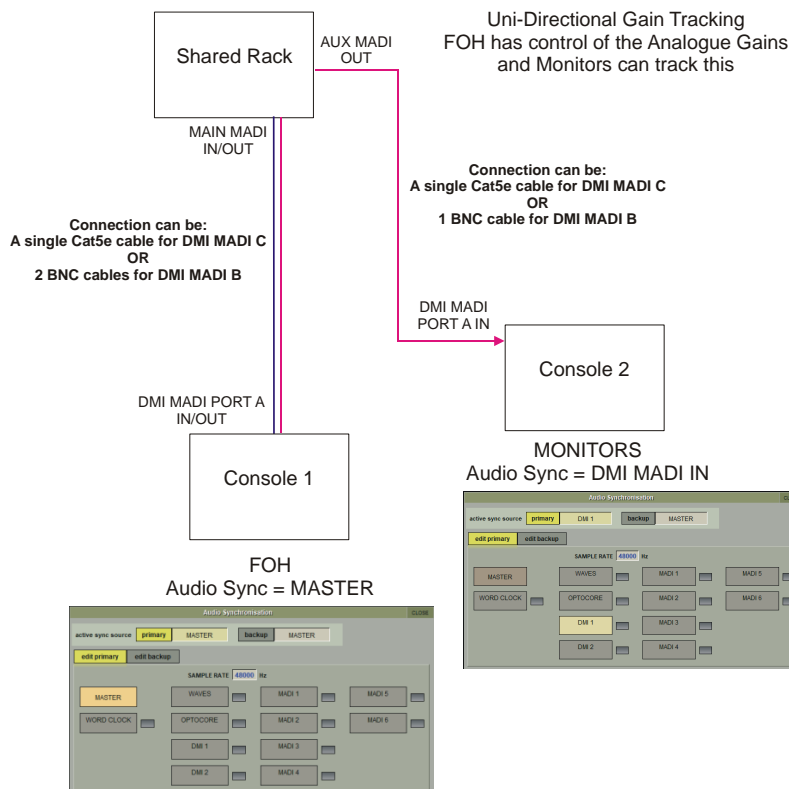 Uni-Directional Gain Tracking
FOH has control of the Analogue Gains
and Monitors can track this
Shared Rack
AUX MADI
OUT
MAIN MADI
IN/OUT
Connection can be:
A single Cat5e cable for DMI MADI C
OR
1 BNC cable for DMI MADI B
Connection can be:
A single Cat5e cable for DMI MADI C
OR
2 BNC cables for DMI MADI B
DMI MADI
PORT A IN
Console 2
DMI MADI PORT A
IN/OUT
Console 1
MONITORS
Audio Sync = DMI MADI IN
Audio Synchronisation
active sync source primary DMI 1 backup MASTER
edit primary edit backup
SAMPLE RATE 48000 Hz
MASTER WAVES MADI 1 MADI 5
WORD CLOCK OPTOCORE MADI 2 MADI 6
DMI 1 MADI 3
DMI 2 MADI 4
FOH
Audio Sync = MASTER
Audio Synchronisation CLOSE
active sync source primary MASTER backup MASTER
edit primary edit backup
SAMPLE RATE 48000 Hz
MASTER WAVES MADI 1 MADI 5
WORD CLOCK OPTOCORE MADI 2 MADI 6
DMI 1 MADI 3
DMI 2 MADI 4